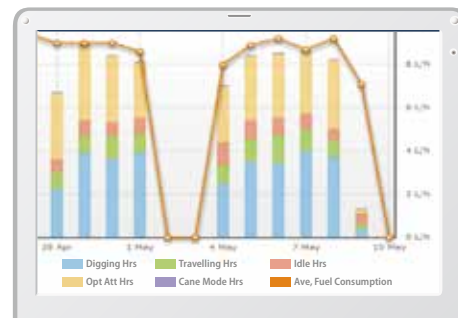 8 L/h
6 L/h
4 L/h
2 L/h
0 L/h
28 Apr 1 May 4 May 7 May 10 May
Digging Hrs Travelling Hrs Idle Hrs
Opt Att Hrs Cane Mode Hrs Ave, Fuel Consumption